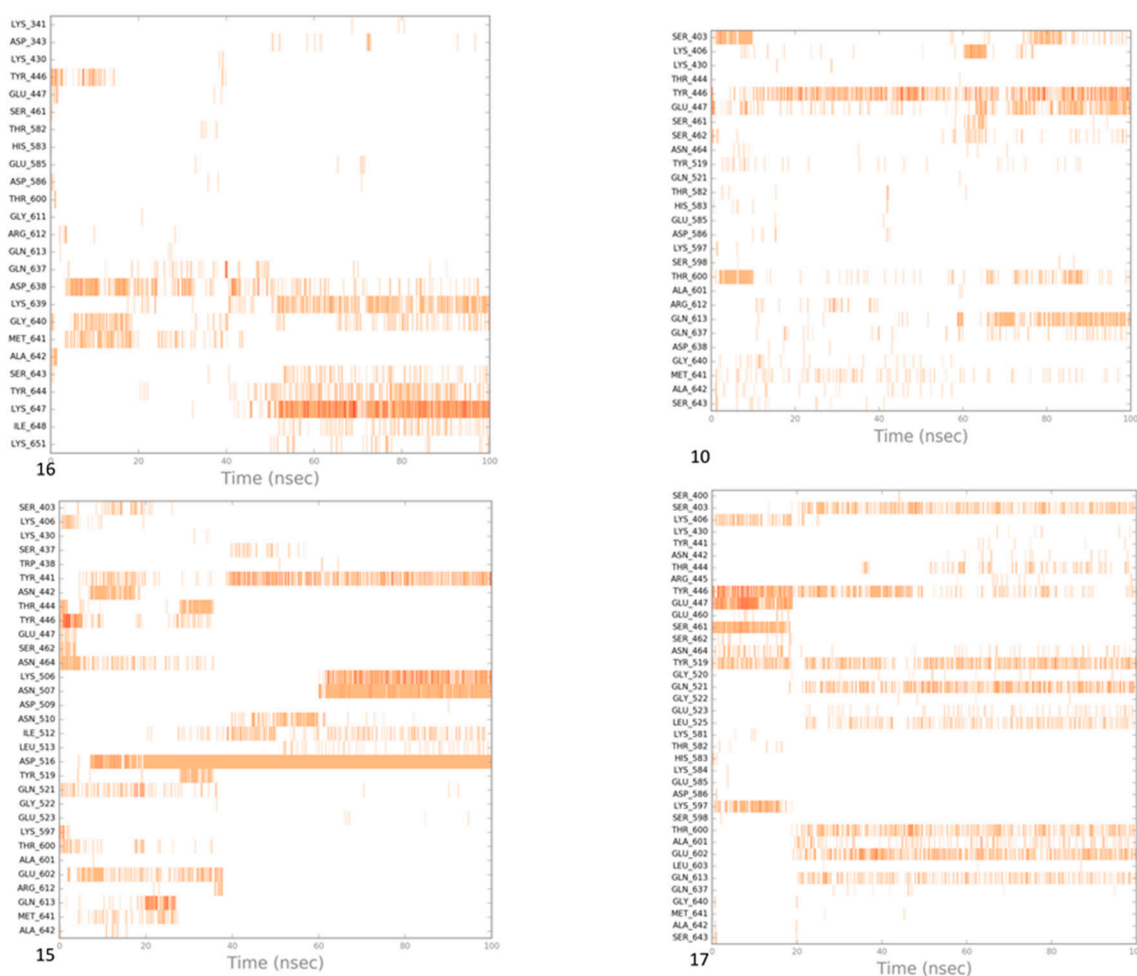 LYS_341
ASP_343
LYS_430
TYR_446
GLU_447
SER_461
THR_582
HIS_583
GLU_585
ASP_586
THR_600
GLY_611
ARG_612
GLN_613
GLN_637
ASP_638
LYS_639
GLY_640
MET_641
ALA_642
SER_643
TYR_644
LYS_647
ILE_648
LYS_651
0 20 40 60 80 100
16 Time (nsec)
SER_403
LYS_406
LYS_430
THR_444
TYR_446
GLU_447
SER_461
SER_462
ASN_464
TYR_519
GLN_521
THR_582
HIS_583
GLU_585
ASP_586
LYS_597
SER_598
THR_600
ALA_601
ARG_612
GLN_613
GLN_637
ASP_638
GLY_640
MET_641
ALA_642
SER_643
0 20 40 60 80 100
Time (nsec)
10
SER_403
LYS_406
LYS_430
SER_437
TRP_438
TYR_441
ASN_442
THR_444
TYR_446
GLU_447
SER_462
ASN_464
LYS_506
ASN_507
ASP_509
ASN_510
ILE_512
LEU_513
ASP_516
TYR_519
GLN_521
GLY_522
GLU_523
LYS_597
THR_600
ALA_601
GLU_602
ARG_612
GLN_613
MET_641
ALA_642
0 20 40 60 80 100
15 Time (nsec)
SER_400
SER_403
LYS_406
LYS_430
TYR_441
ASN_442
THR_444
ARG_445
TYR_446
GLU_447
GLU_460
SER_461
SER_462
ASN_464
TYR_519
GLY_520
GLN_521
GLY_522
GLU_523
LEU_525
LYS_581
THR_582
HIS_583
LYS_584
GLU_585
ASP_586
LYS_597
SER_598
THR_600
ALA_601
GLU_602
LEU_603
GLN_613
GLN_637
GLY_640
MET_641
ALA_642
SER_643
0 20 40 60 80 100
17 Time (nsec)